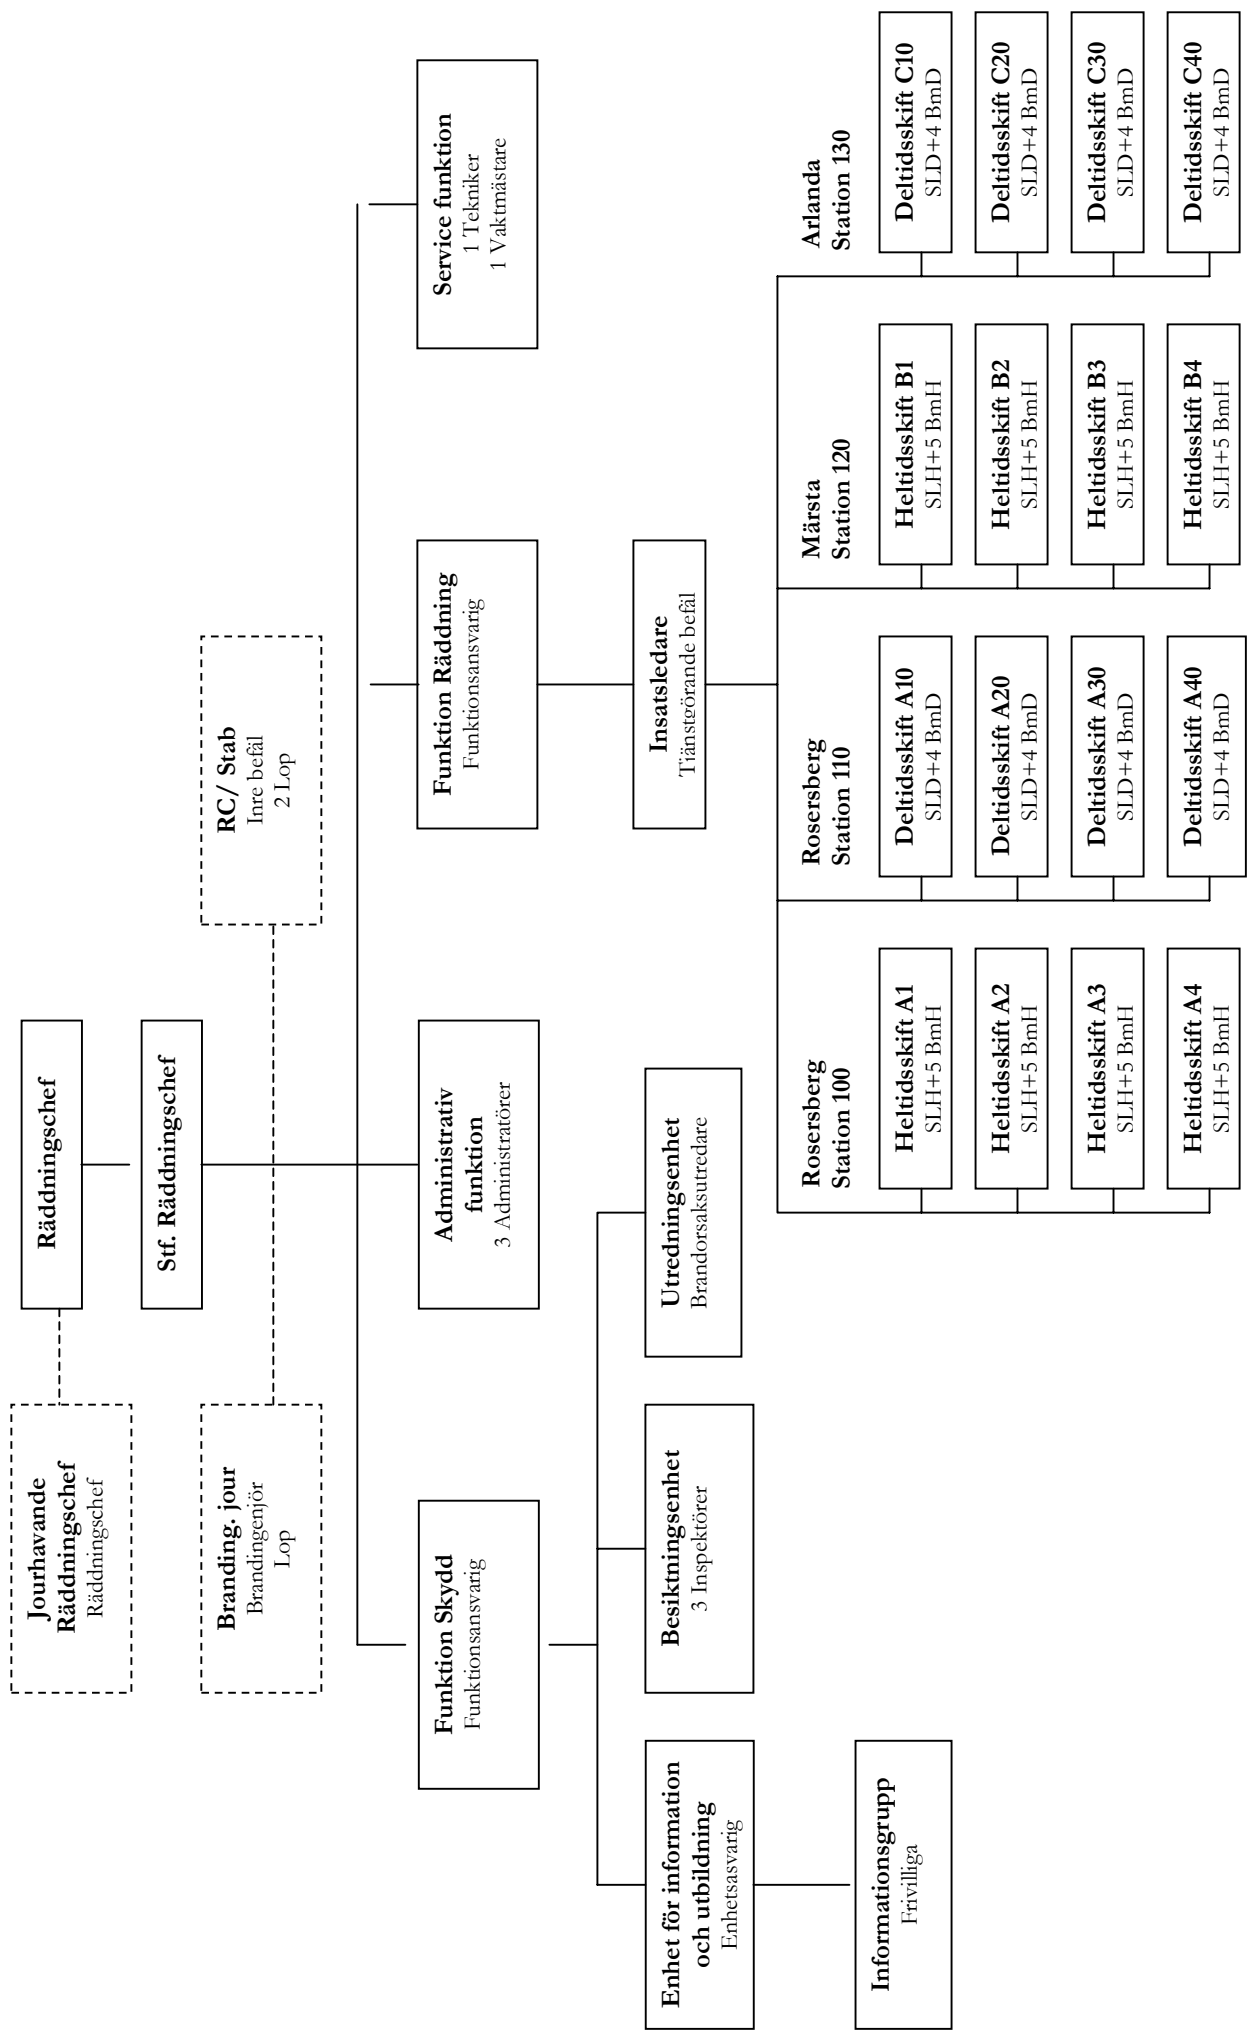 Jourhavande
Räddningschef
Räddningschef
Räddningschef
Stf. Räddningschef
Branding. jour
Brandingenjör
Lop
RC/ Stab
Inre befäl
2 Lop
Funktion Skydd
Funktionsansvarig
Administrativ
funktion
3 Administratörer
Funktion Räddning
Funktionsansvarig
Service funktion
1 Tekniker
1 Vaktmästare
Enhet för information
och utbildning
Enhetsasvarig
Besiktningsenhet
3 Inspektörer
Utredningsenhet
Brandorsaksutredare
Insatsledare
Tjänstgörande befäl
Informationsgrupp
Frivilliga
Rosersberg
Station 100
Heltidsskift A1
SLH+5 BmH
Heltidsskift A2
SLH+5 BmH
Heltidsskift A3
SLH+5 BmH
Heltidsskift A4
SLH+5 BmH
Rosersberg
Station 110
Deltidsskift A10
SLD+4 BmD
Deltidsskift A20
SLD+4 BmD
Deltidsskift A30
SLD+4 BmD
Deltidsskift A40
SLD+4 BmD
Märsta
Station 120
Heltidsskift B1
SLH+5 BmH
Heltidsskift B2
SLH+5 BmH
Heltidsskift B3
SLH+5 BmH
Heltidsskift B4
SLH+5 BmH
Arlanda
Station 130
Deltidsskift C10
SLD+4 BmD
Deltidsskift C20
SLD+4 BmD
Deltidsskift C30
SLD+4 BmD
Deltidsskift C40
SLD+4 BmD